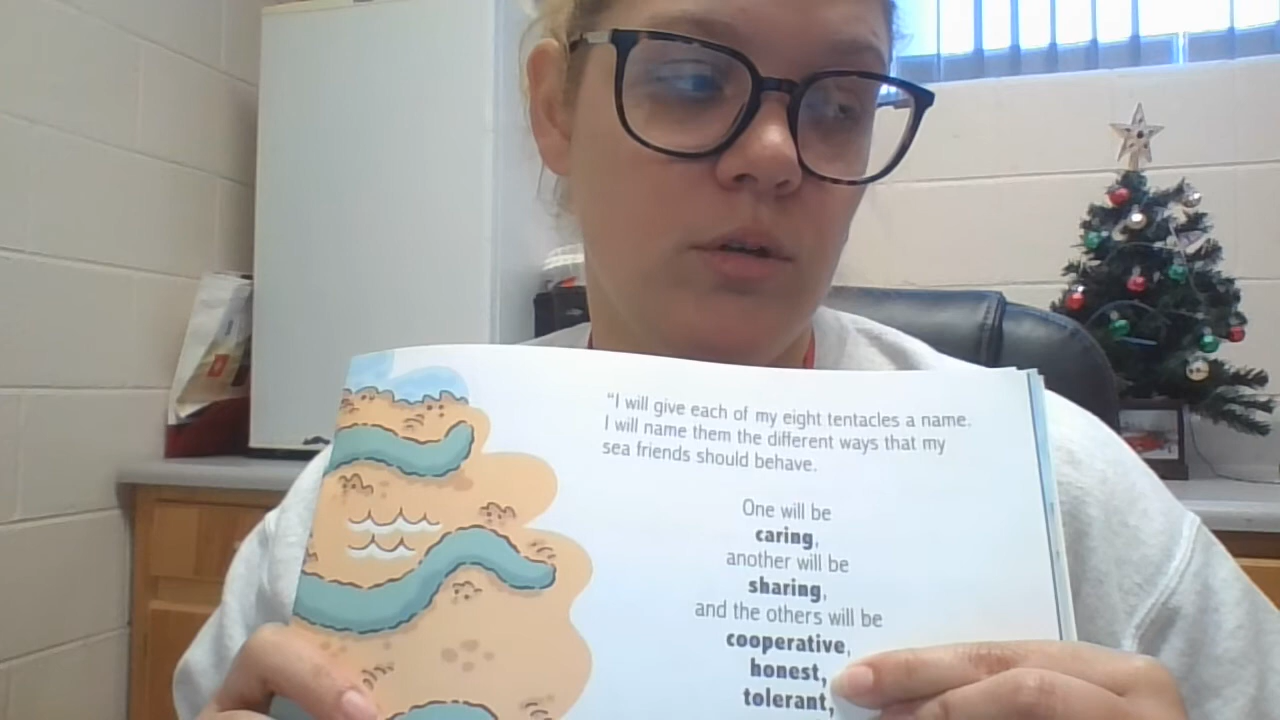 “I will give each of my eight tentacles a name.
I will name them the different ways that my
sea friends should behave.
One will be
caring,
another will be
sharing,
and the others will be
cooperative,
honest,
tolerant,